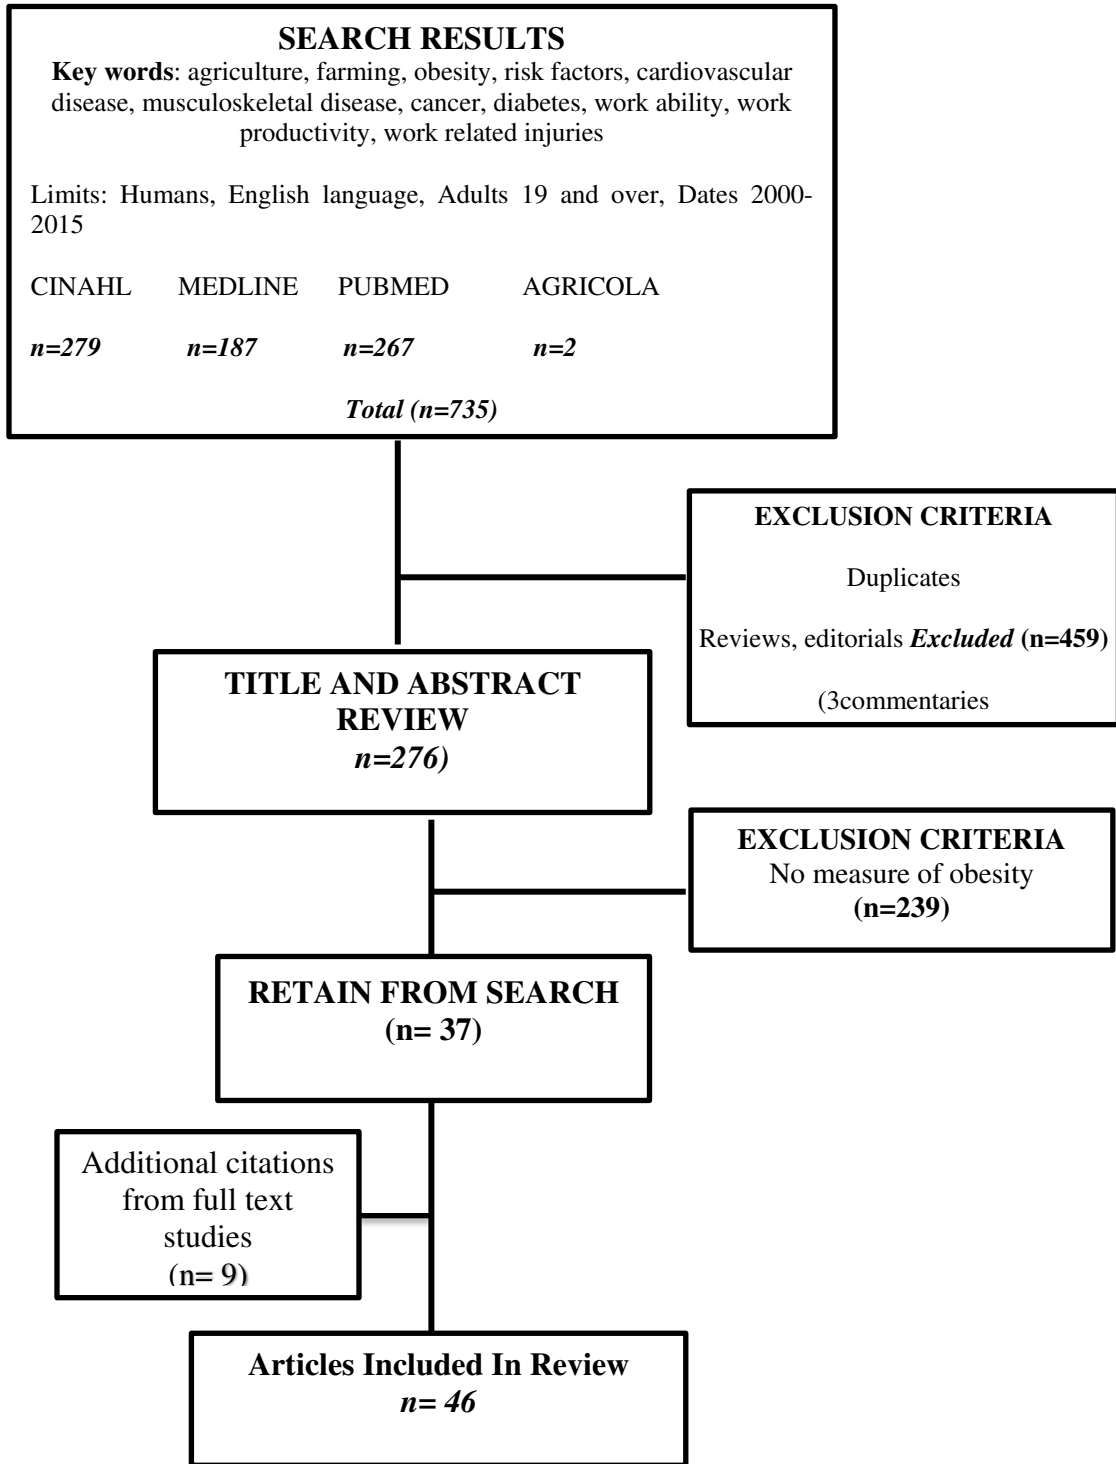 SEARCH RESULTS
Key words: agriculture, farming, obesity, risk factors, cardiovascular
disease, musculoskeletal disease, cancer, diabetes, work ability, work
productivity, work related injuries
Limits: Humans, English language, Adults 19 and over, Dates 2000-
2015
CINAHL MEDLINE PUBMED AGRICOLA
n=279 n=187 n=267 n=2
Total (n=735)
EXCLUSION CRITERIA
Duplicates
Reviews, editorials Excluded (n=459)
(3commentaries
TITLE AND ABSTRACT
REVIEW
n=276)
EXCLUSION CRITERIA
No measure of obesity
(n=239)
RETAIN FROM SEARCH
(n= 37)
Additional citations
from full text
studies
(n= 9)
Articles Included In Review
n= 46